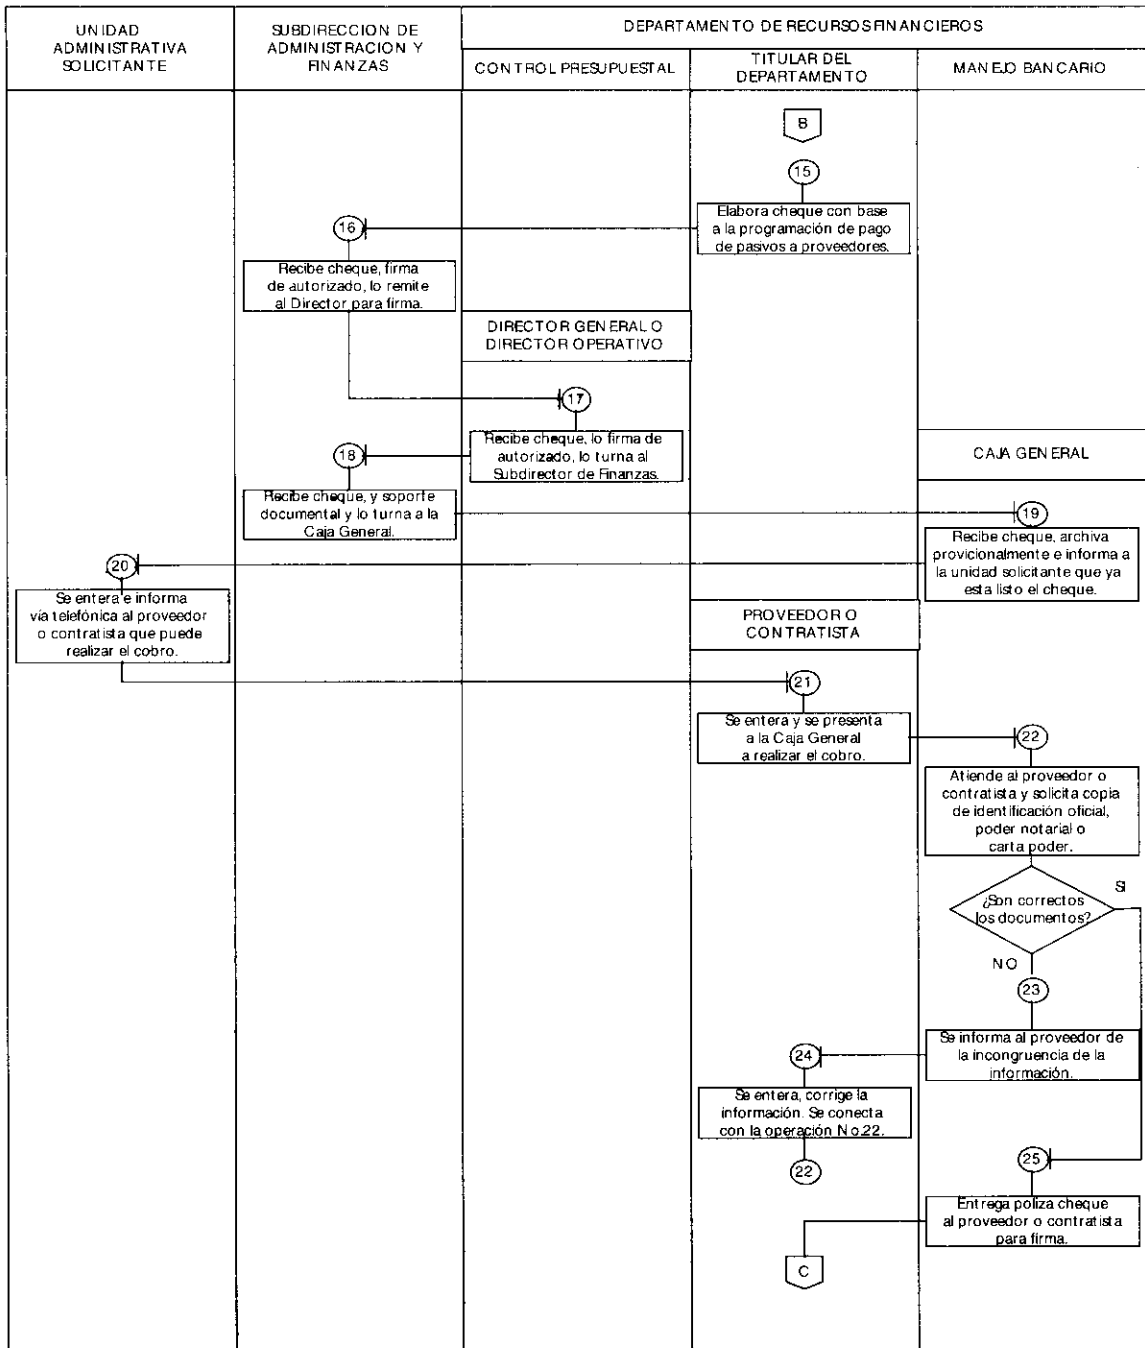 UNIDAD
ADMINISTRATIVA
SOLICITANTE
SUBDIRECCION DE
ADMINISTRACION Y
FINANZAS
DEPARTAMENTO DE RECURSOS FINANCIEROS
CONTROL PRESUPUESTAL
TITULAR DEL
DEPARTAMENTO
MANEJO BANCARIO
B
15
Elabora cheque con base
a la programación de pago
de pasivos a proveedores.
16
Recibe cheque, firma
de autorizado, lo remite
al Director para firma.
DIRECTOR GENERAL O
DIRECTOR OPERATIVO
17
Recibe cheque, lo firma de
autorizado, lo turna al
Subdirector de Finanzas.
18
Recibe cheque, y soporte
documental y lo turna a la
Caja General.
CAJA GENERAL
19
Recibe cheque, archiva
provicionalmente e informa a
la unidad solicitante que ya
esta listo el cheque.
20
Se entera e informa
vía telefónica al proveedor
o contratista que puede
realizar el cobro.
PROVEEDOR O
CONTRATISTA
21
Se entera y se presenta
a la Caja General
a realizar el cobro.
22
Atiende al proveedor o
contratista y solicita copia
de identificación oficial,
poder notarial o
carta poder.
¿Son correctos
los documentos?
SI
NO
23
Se informa al proveedor de
la incongruencia de la
información.
24
Se entera, corrige la
información. Se conecta
con la operación No.22.
22
25
Entrega poliza cheque
al proveedor o contratista
para firma.
C